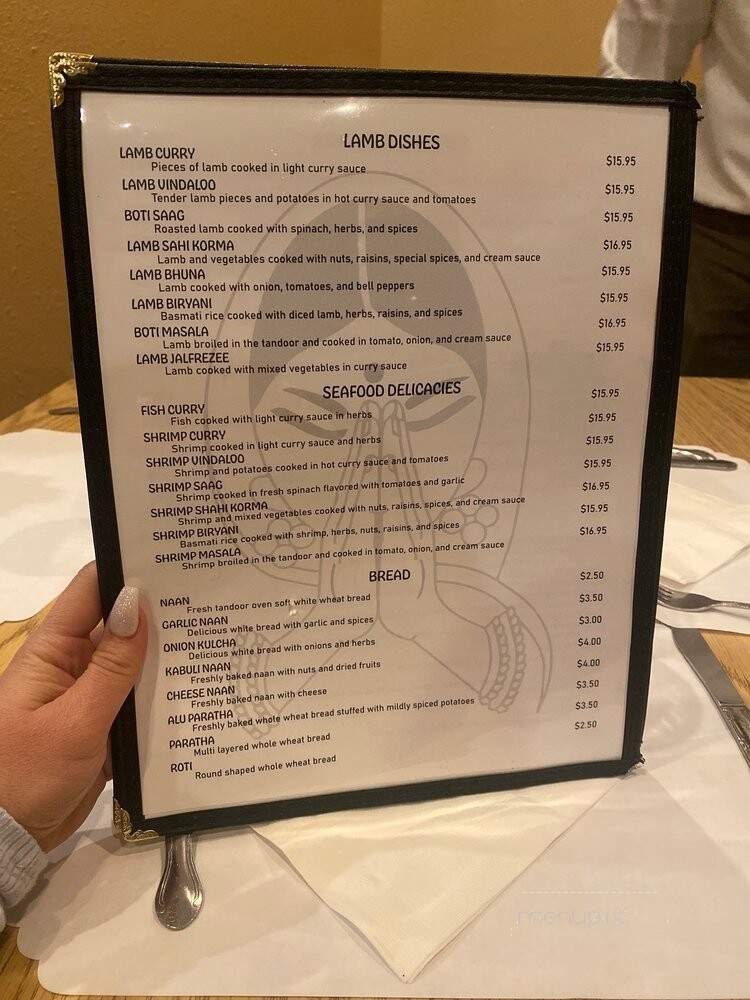 LAMB DISHES
LAMB CURRY $15.95
Pieces of lamb cooked in light curry sauce
LAMB VINDALOO $15.95
Tender lamb pieces and potatoes in hot curry sauce and tomatoes
BOTI SAAG $15.95
Roasted lamb cooked with spinach, herbs, and spices
LAMB SAHI KORMA $16.95
Lamb and vegetables cooked with nuts, raisins, special spices, and cream sauce
LAMB BHUNA $15.95
Lamb cooked with onion, tomatoes, and bell peppers
LAMB BIRYANI $15.95
Basmati rice cooked with diced lamb, herbs, raisins, and spices
BOTI MASALA $16.95
Lamb broiled in the tandoor and cooked in tomato, onion, and cream sauce
LAMB JALFREZEE $15.95
Lamb cooked with mixed vegetables in curry sauce
SEAFOOD DELICACIES
FISH CURRY $15.95
Fish cooked with light curry sauce in herbs
SHRIMP CURRY $15.95
Shrimp cooked in light curry sauce and herbs
SHRIMP VINDALOO $15.95
Shrimp and potatoes cooked in hot curry sauce and tomatoes
SHRIMP SAAG $15.95
Shrimp cooked in fresh spinach flavored with tomatoes and garlic
SHRIMP SHAHI KORMA $16.95
Shrimp and mixed vegetables cooked with nuts, raisins, spices, and cream sauce
SHRIMP BIRYANI $15.95
Basmati rice cooked with shrimp, herbs, nuts, raisins, and spices
SHRIMP MASALA $16.95
Shrimp broiled in the tandoor and cooked in tomato, onion, and cream sauce
BREAD
NAAN $2.50
Fresh tandoor oven soft white wheat bread
GARLIC NAAN $3.50
Delicious white bread with garlic and spices
ONION KULCHA $3.00
Delicious white bread with onions and herbs
KABULI NAAN $4.00
Freshly baked naan with nuts and dried fruits
CHEESE NAAN $4.00
Freshly baked naan with cheese
ALU PARATHA $3.50
Freshly baked whole wheat bread stuffed with mildly spiced potatoes
PARATHA $3.50
Multi layered whole wheat bread
ROTI $2.50
Round shaped whole wheat bread